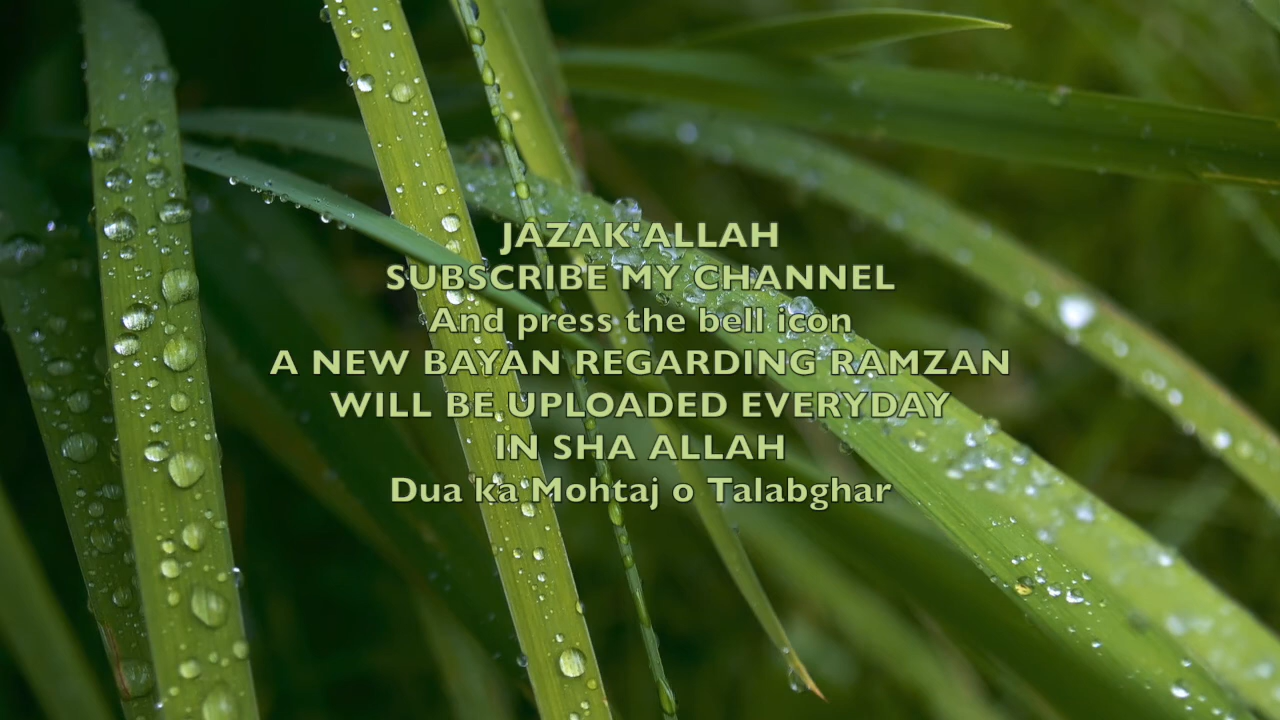 JAZAK'ALLAH
SUBSCRIBE MY CHANNEL
And press the bell icon
A NEW BAYAN REGARDING RAMZAN
WILL BE UPLOADED EVERYDAY
IN SHA ALLAH
Dua ka Mohtaj o Talabghar